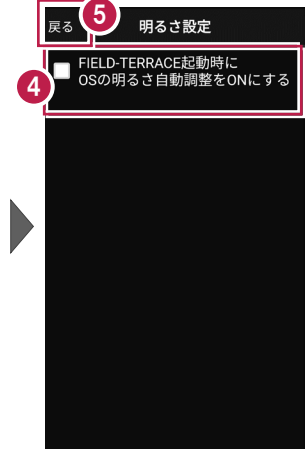 戻る
5
明るさ設定
4
FIELD-TERRACE起動時に
OSの明るさ自動調整をONにする